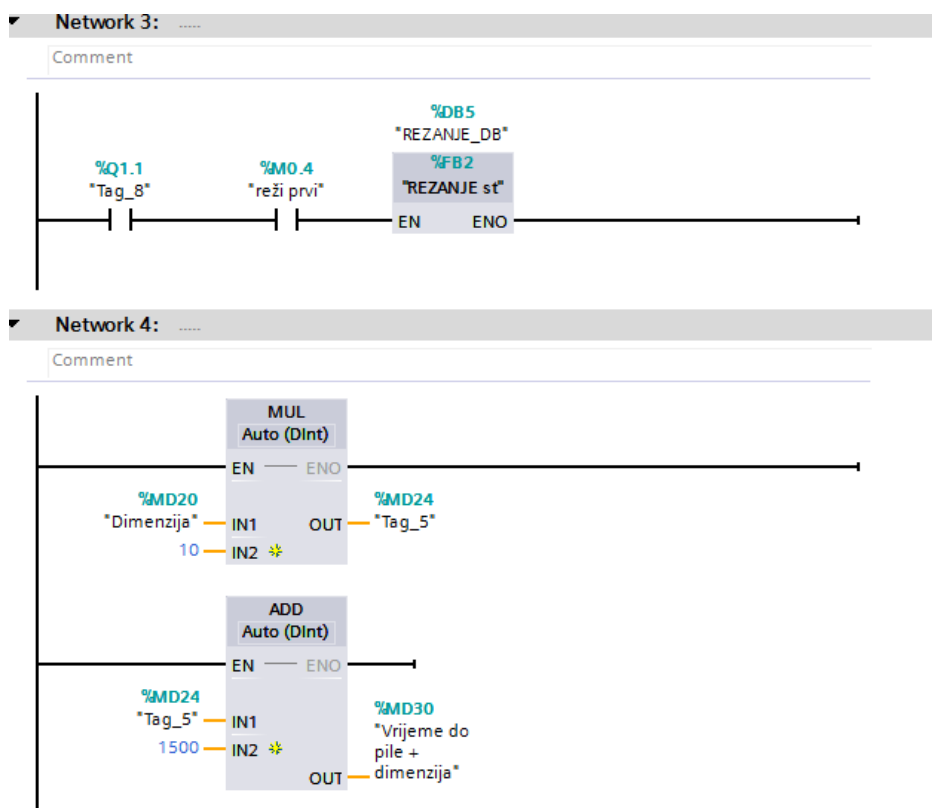 Network 3: .....
Comment
%DB5
"REZANJE_DB"
%Q1.1
"Tag_8"
%M0.4
"reži prvi"
%FB2
"REZANJE st"
EN ENO
Network 4: .....
Comment
MUL
Auto (DInt)
EN ENO
%MD20
"Dimenzija"
IN1
%MD24
"Tag_5"
OUT
10
IN2
ADD
Auto (DInt)
EN ENO
%MD24
"Tag_5"
IN1
1500
IN2
OUT
%MD30
"Vrijeme do
pile +
dimenzija"